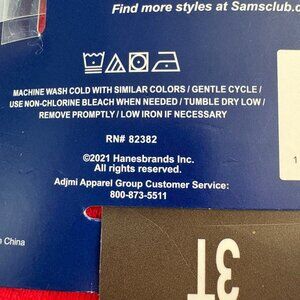 Find more styles at Samsclub.c
MACHINE WASH COLD WITH SIMILAR COLORS / GENTLE CYCLE /
USE NON-CHLORINE BLEACH WHEN NEEDED / TUMBLE DRY LOW /
REMOVE PROMPTLY / LOW IRON IF NECESSARY
RN# 82382
©2021 Hanesbrands Inc.
All rights reserved.
Adjmi Apparel Group Customer Service:
800-873-5511
China
1
3T